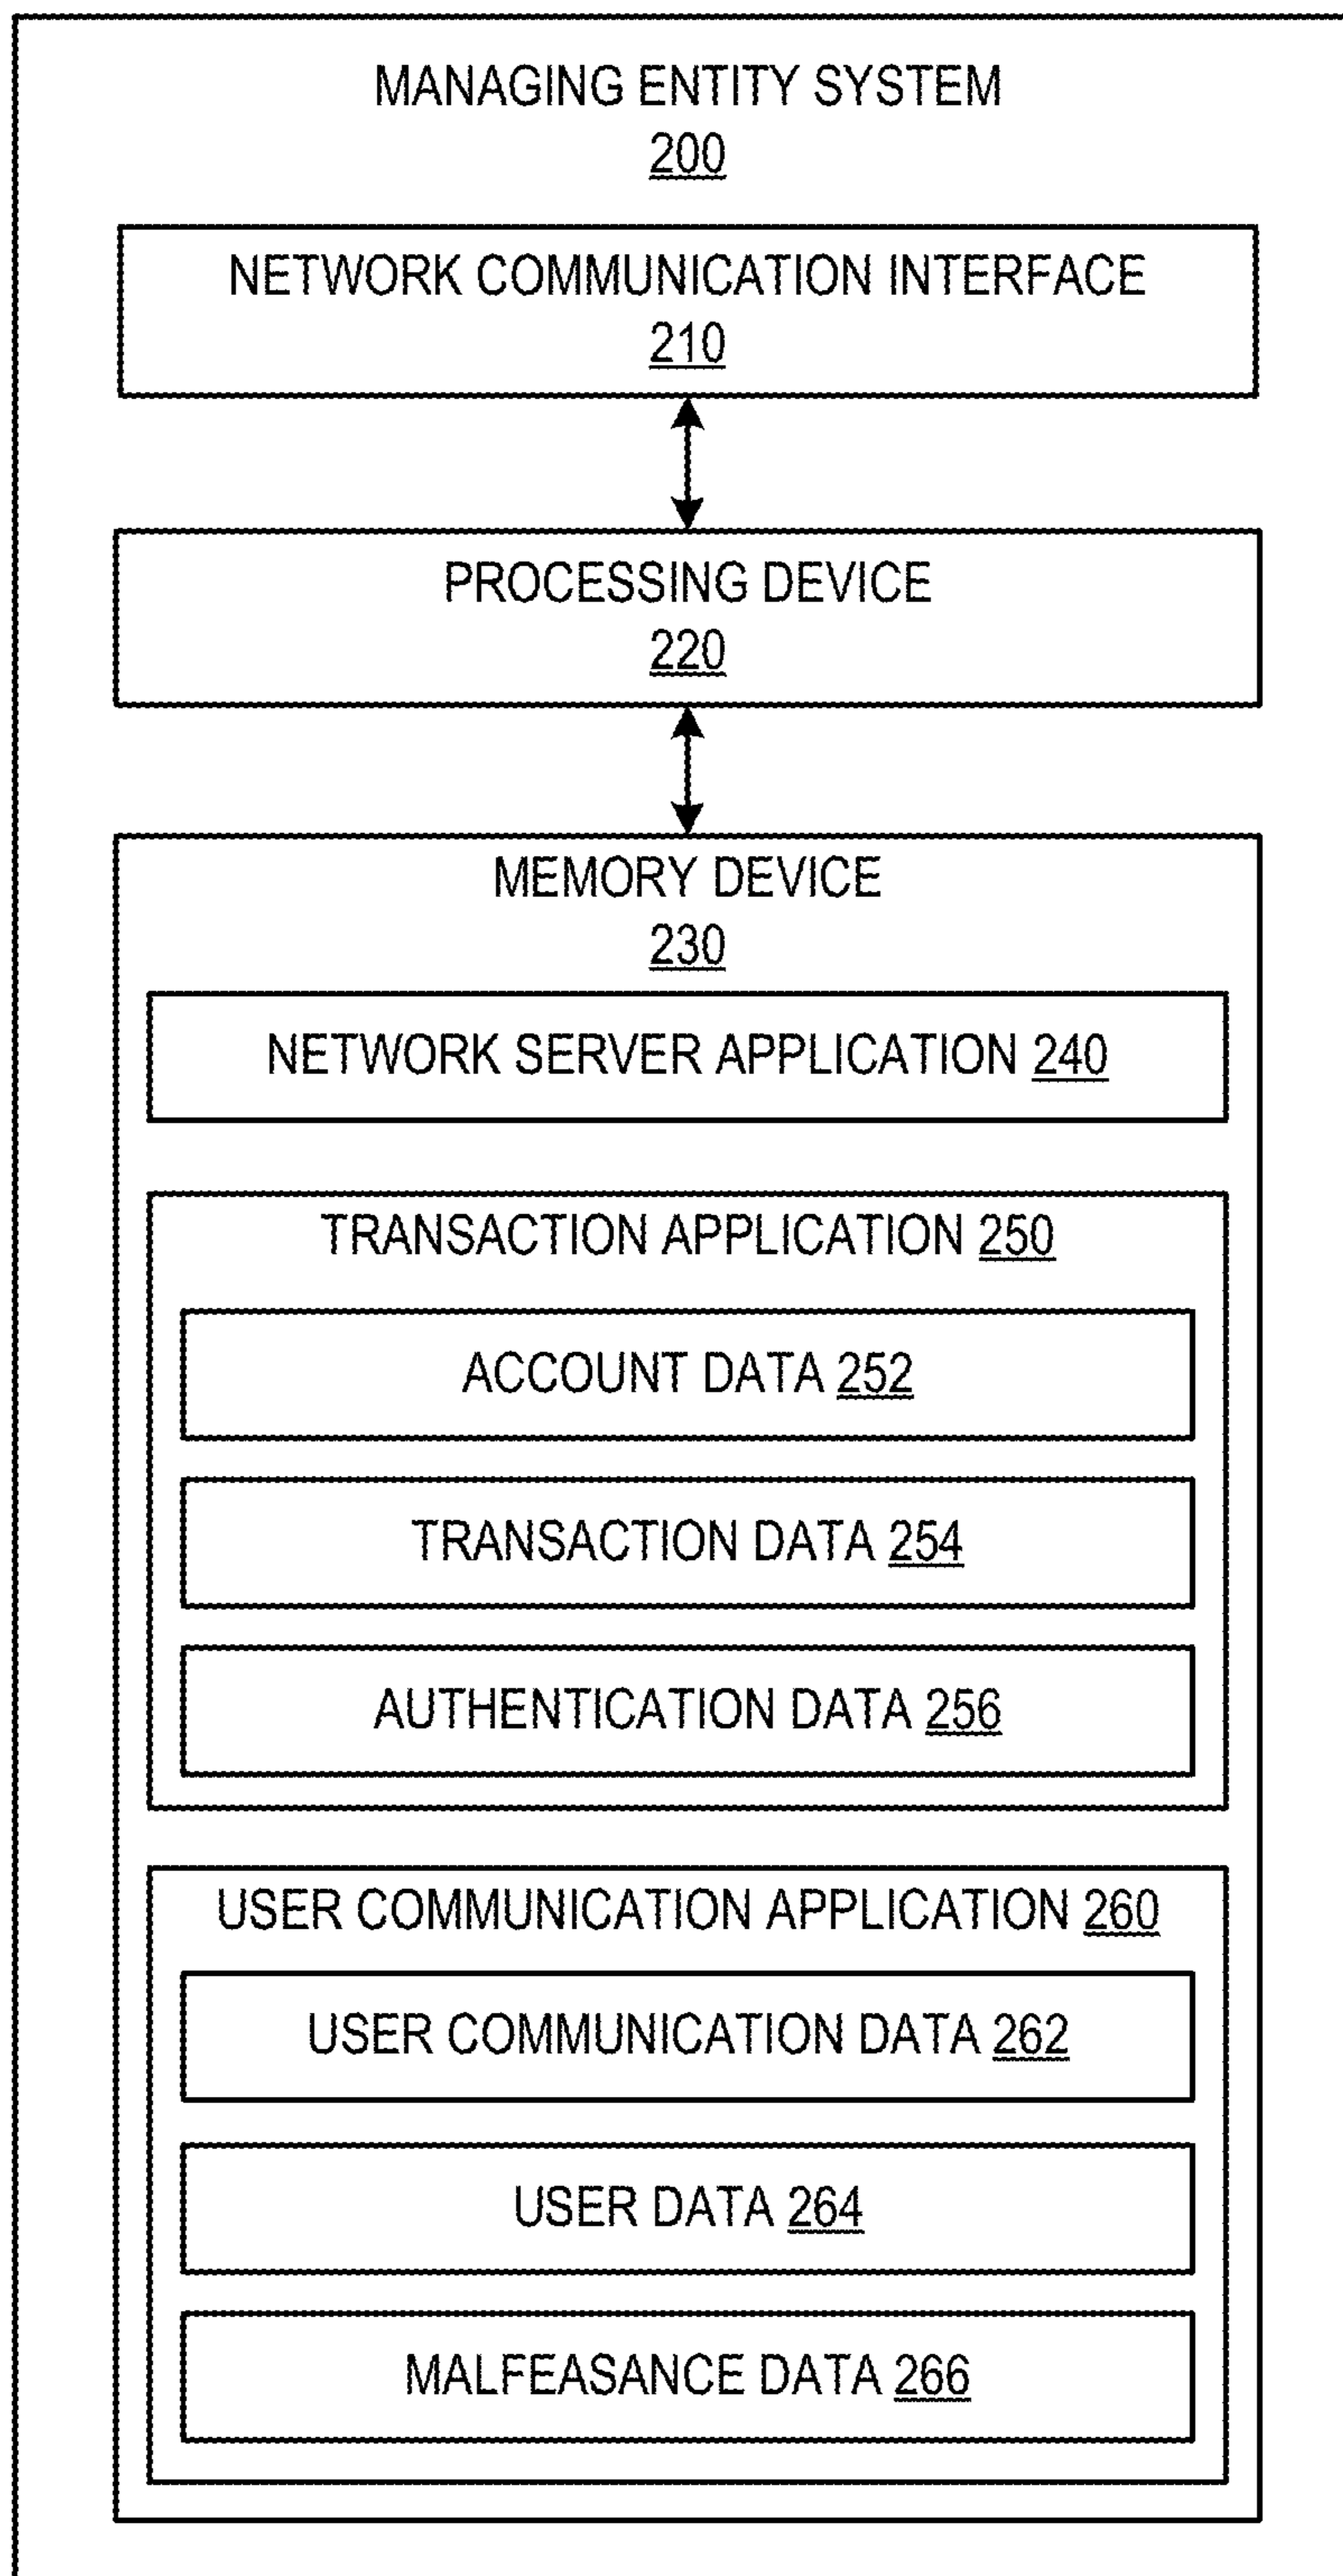 MANAGING ENTITY SYSTEM
200
NETWORK COMMUNICATION INTERFACE
210
PROCESSING DEVICE
220
MEMORY DEVICE
230
NETWORK SERVER APPLICATION 240
TRANSACTION APPLICATION 250
ACCOUNT DATA 252
TRANSACTION DATA 254
AUTHENTICATION DATA 256
USER COMMUNICATION APPLICATION 260
USER COMMUNICATION DATA 262
USER DATA 264
MALFEASANCE DATA 266